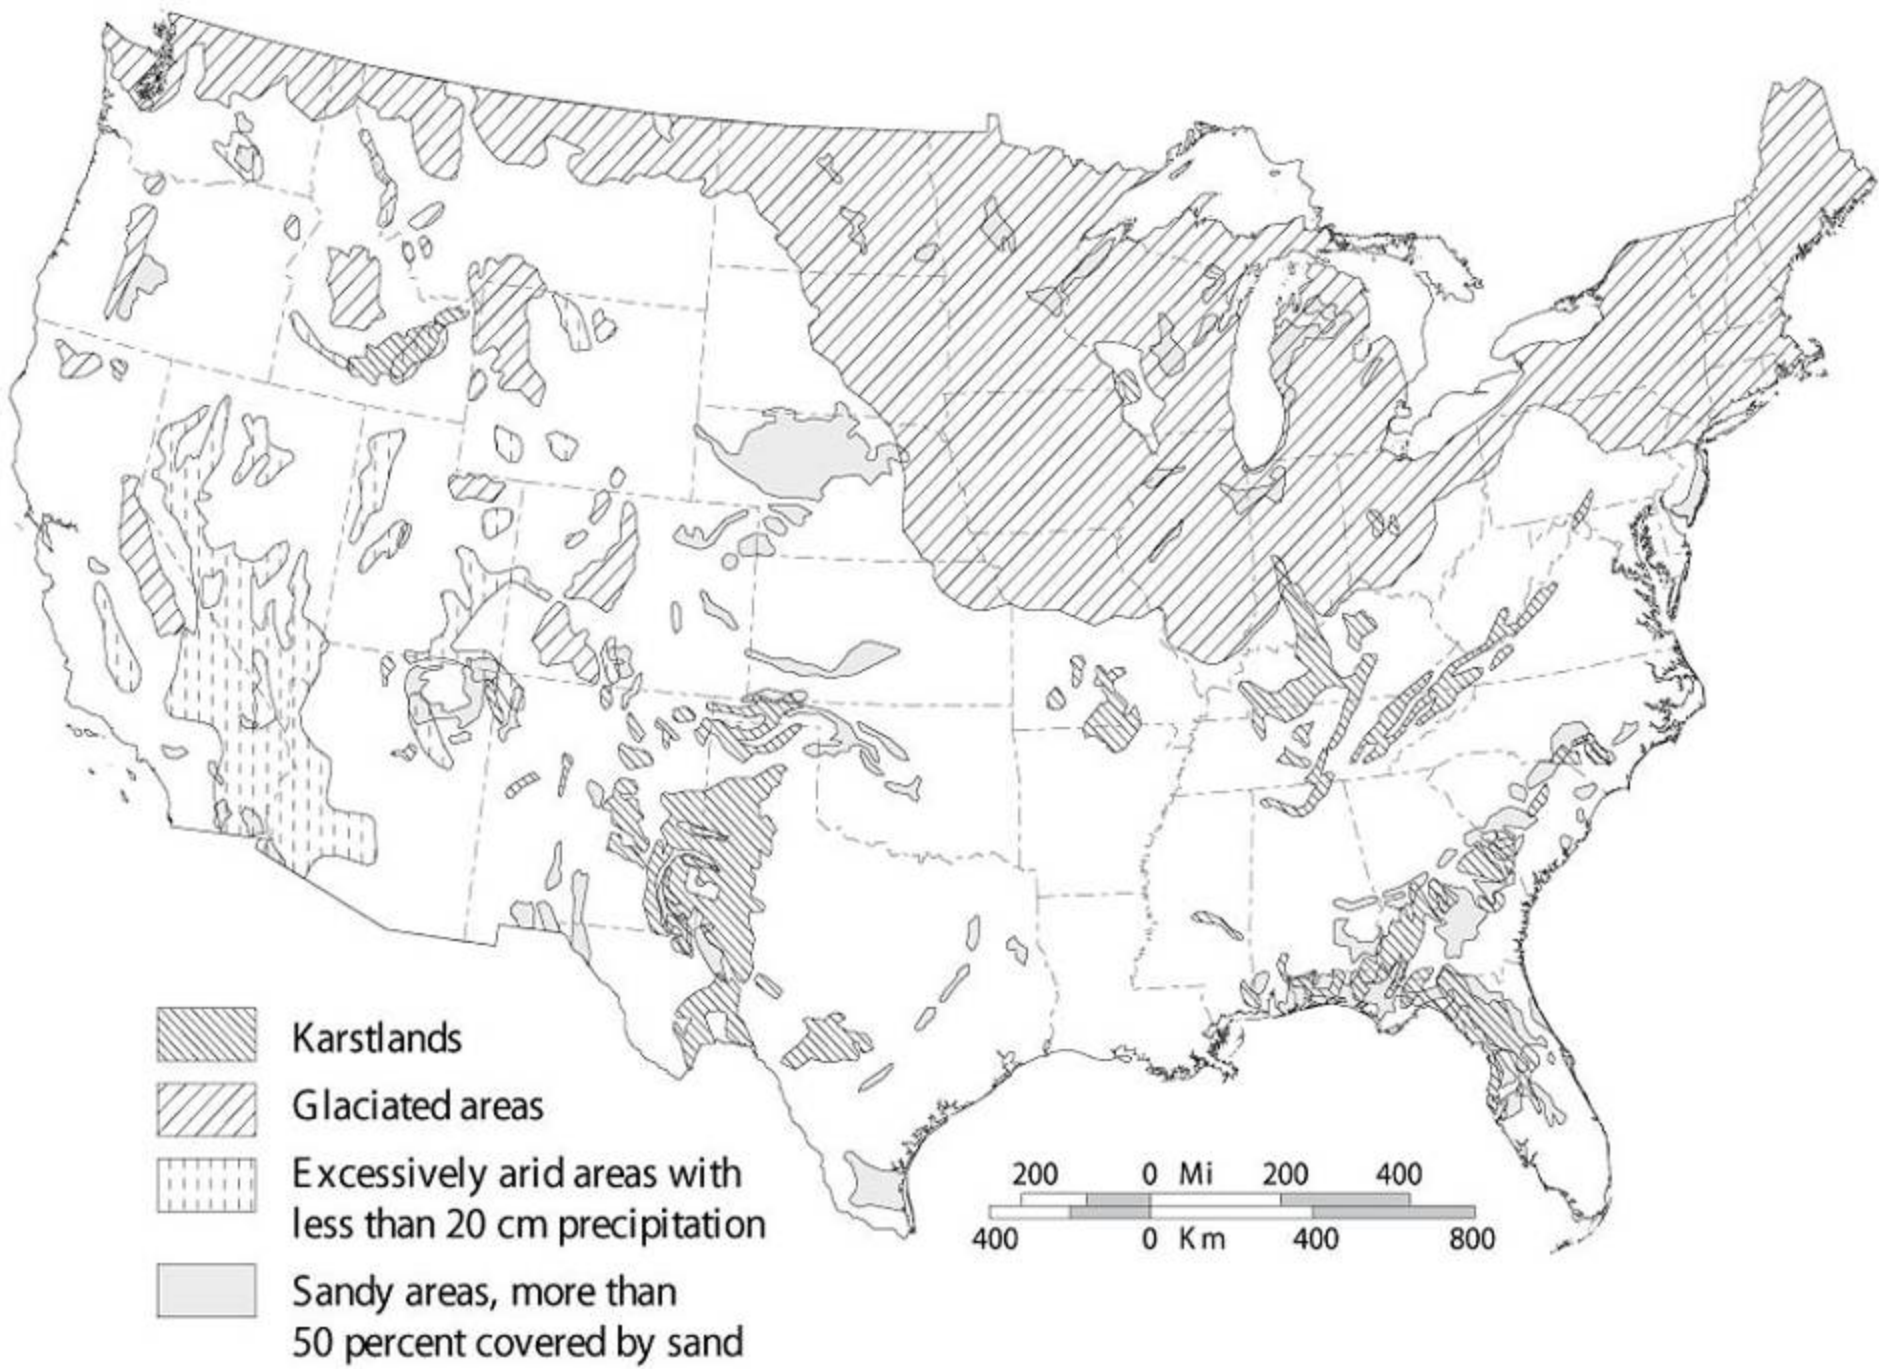 Karstlands
Glaciated areas
Excessively arid areas with
less than 20 cm precipitation
Sandy areas, more than
50 percent covered by sand
200 0 Mi 200 400
400 0 Km 400 800